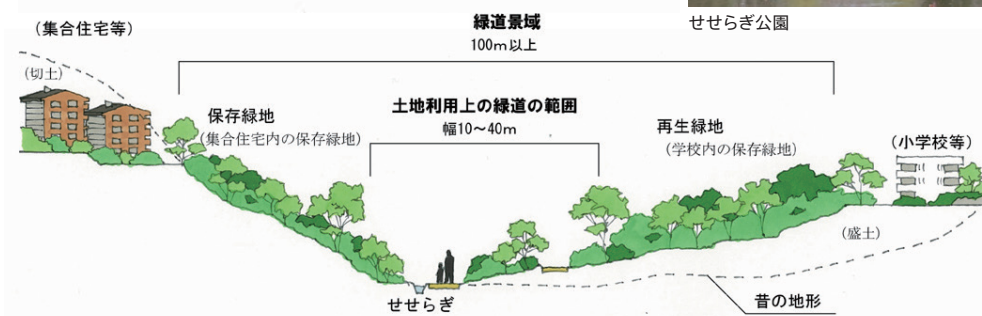 せせらぎ公園
緑道景域
100m以上
(集合住宅等)
(切土)
土地利用上の緑道の範囲
幅10～40m
保存緑地
(集合住宅内の保存緑地)
再生緑地
(学校内の保存緑地)
(小学校等)
(盛土)
せせらぎ
昔の地形